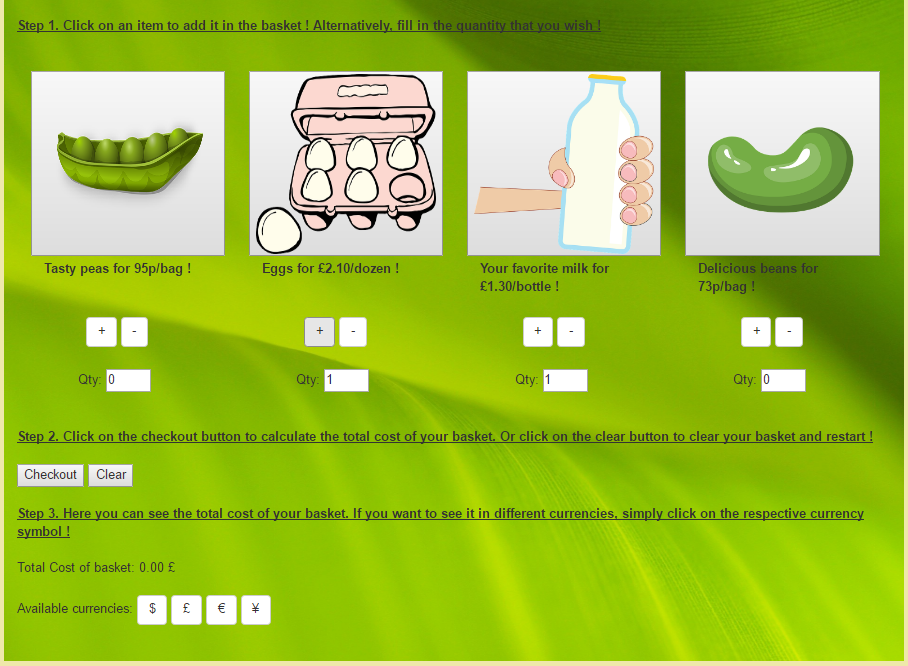 Step 1. Click on an item to add it in the basket ! Alternatively, fill in the quantity that you wish !
Tasty peas for 95p/bag !
Eggs for £2.10/dozen !
Your favorite milk for
£1.30/bottle !
Delicious beans for
73p/bag !
+ - + - + - + -
Qty: 0 Qty: 1 Qty: 1 Qty: 0
Step 2. Click on the checkout button to calculate the total cost of your basket. Or click on the clear button to clear your basket and restart !
Checkout Clear
Step 3. Here you can see the total cost of your basket. If you want to see it in different currencies, simply click on the respective currency
symbol !
Total Cost of basket: 0.00 £
Available currencies: $ £ € ¥